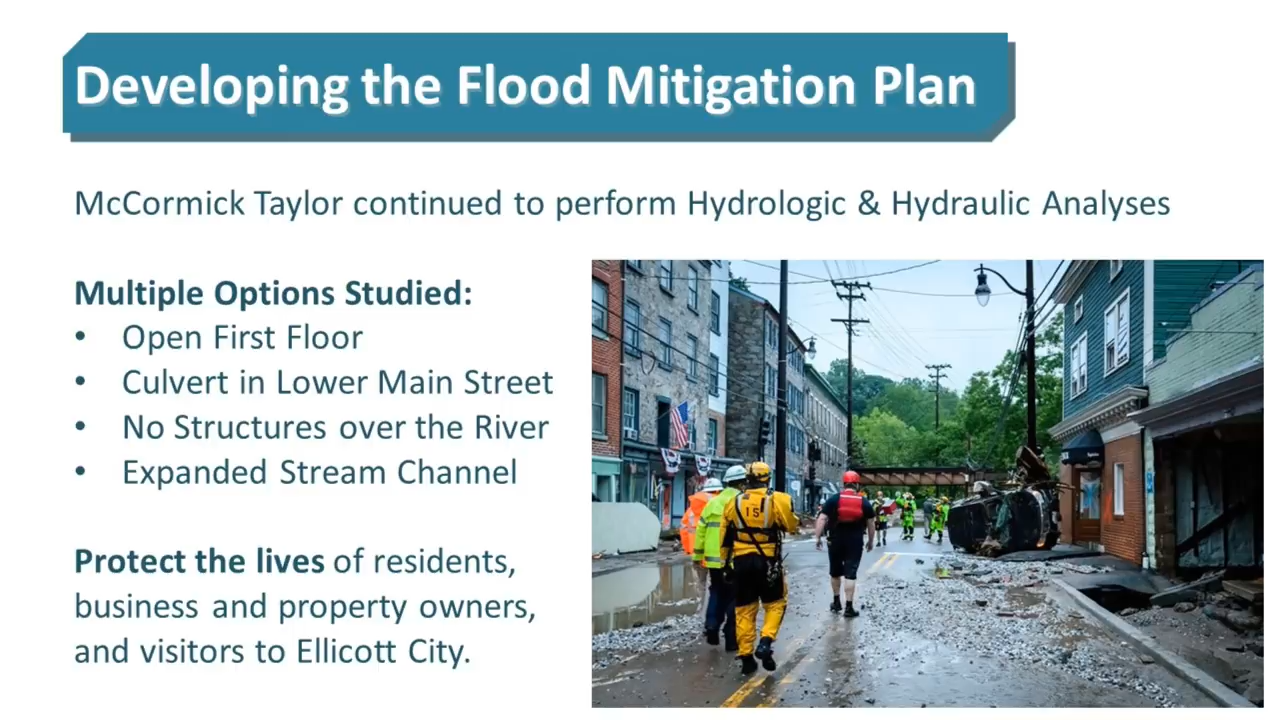 Developing the Flood Mitigation Plan
McCormick Taylor continued to perform Hydrologic & Hydraulic Analyses
Multiple Options Studied:
• Open First Floor
• Culvert in Lower Main Street
• No Structures over the River
• Expanded Stream Channel
Protect the lives of residents,
business and property owners,
and visitors to Ellicott City.
15